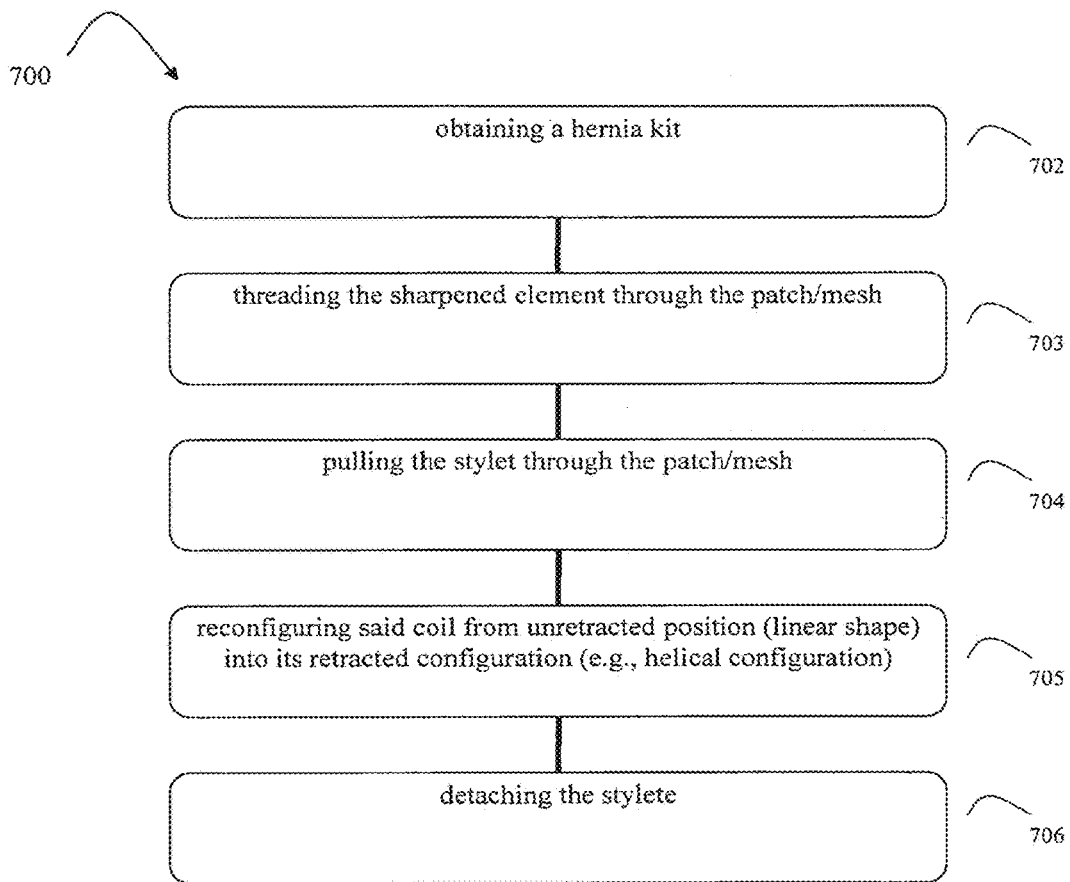 700
obtaining a hernia kit
702
threading the sharpened element through the patch/mesh
703
pulling the stylet through the patch/mesh
704
reconfiguring said coil from unretracted position (linear shape)
into its retracted configuration (e.g., helical configuration)
705
detaching the stylete
706